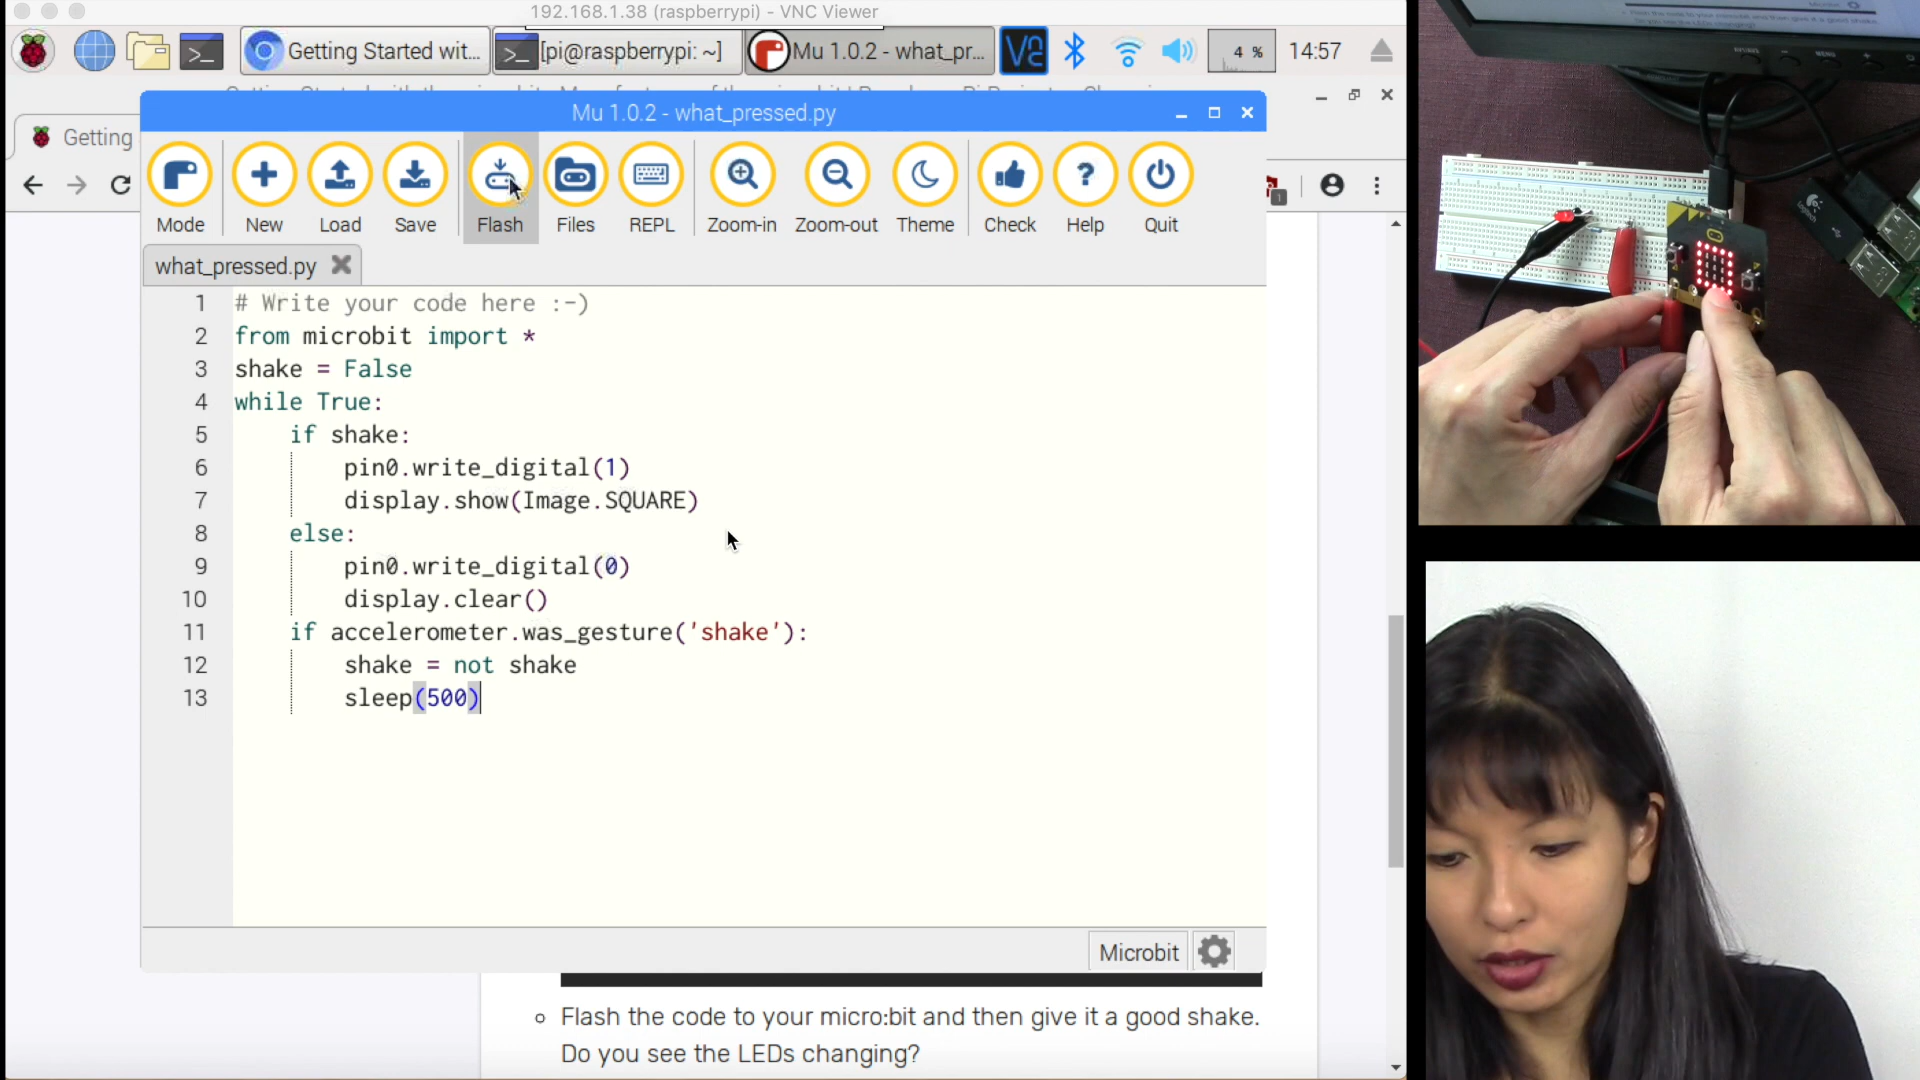 192.168.1.38 (raspberrypi) - VNC Viewer
Getting Started wit...
[pi@raspberrypi: ~]
Mu 1.0.2 - what_pr...
4 %
14:57
Getting
Mu 1.0.2 - what_pressed.py
Mode
New
Load
Save
Flash
Files
REPL
Zoom-in
Zoom-out
Theme
Check
Help
Quit
1
what_pressed.py
1 # Write your code here :-)
2 from microbit import *
3 shake = False
4 while True:
5 if shake:
6 pin0.write_digital(1)
7 display.show(Image.SQUARE)
8 else:
9 pin0.write_digital(0)
10 display.clear()
11 if accelerometer.was_gesture('shake'):
12 shake = not shake
13 sleep(500)
Microbit
Flash the code to your micro:bit and then give it a good shake.
Do you see the LEDs changing?